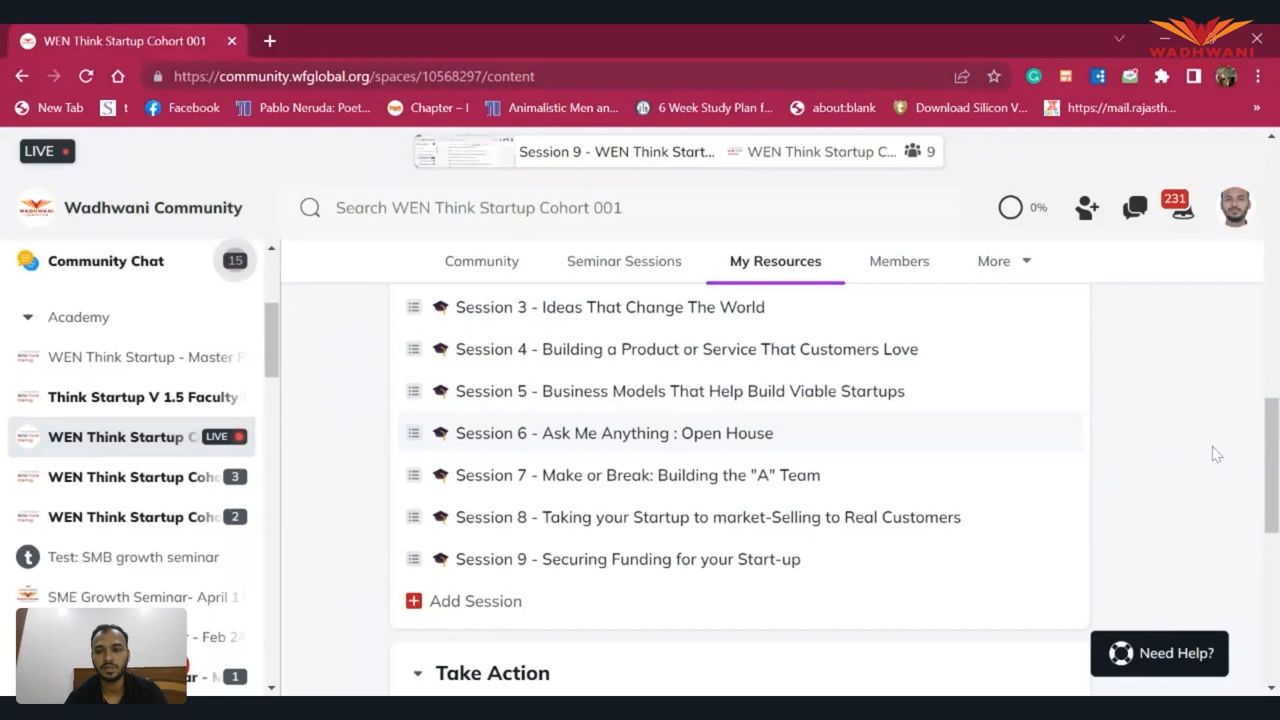 WEN Think Startup Cohort 001
WADHWANI
https://community.wfglobal.org/spaces/10568297/content
New Tab
t
Facebook
Pablo Neruda: Poet...
Chapter – I
Animalistic Men an...
6 Week Study Plan f...
about:blank
Download Silicon V...
https://mail.rajasth...
»
LIVE
Session 9 - WEN Think Start...
WEN Think Startup C...
9
WADHWANI
Wadhwani Community
Search WEN Think Startup Cohort 001
0%
231
Community Chat
15
Community
Seminar Sessions
My Resources
Members
More
Academy
WEN Think Startup - Master
Think Startup V 1.5 Faculty
WEN Think Startup C
LIVE
WEN Think Startup Coho
3
WEN Think Startup Coho
2
t
Test: SMB growth seminar
SME Growth Seminar- April 1
- Feb 24
1
Session 3 - Ideas That Change The World
Session 4 - Building a Product or Service That Customers Love
Session 5 - Business Models That Help Build Viable Startups
Session 6 - Ask Me Anything : Open House
Session 7 - Make or Break: Building the "A" Team
Session 8 - Taking your Startup to market-Selling to Real Customers
Session 9 - Securing Funding for your Start-up
Add Session
Take Action
Need Help?